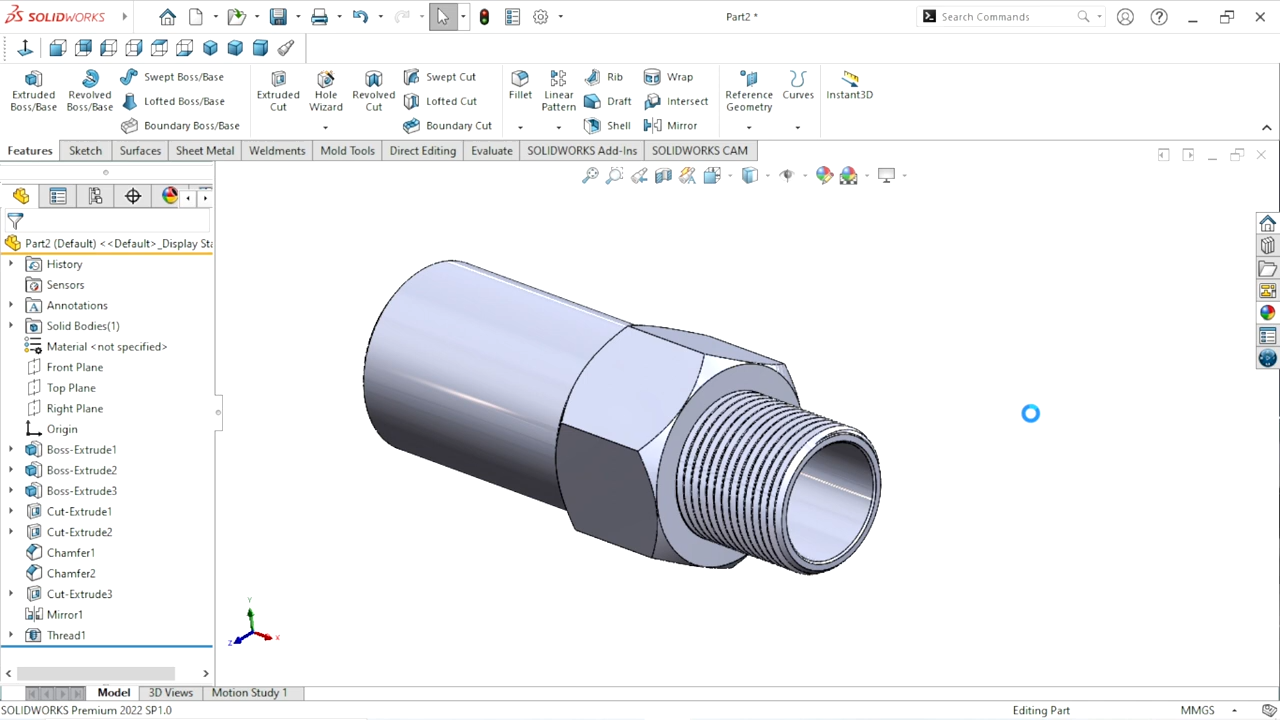 SOLIDWORKS
Part2 *
Search Commands
Extruded Boss/Base
Revolved Boss/Base
Swept Boss/Base
Lofted Boss/Base
Boundary Boss/Base
Extruded Cut
Hole Wizard
Revolved Cut
Swept Cut
Lofted Cut
Boundary Cut
Fillet
Linear Pattern
Rib
Draft
Shell
Wrap
Intersect
Mirror
Reference Geometry
Curves
Instant3D
Features
Sketch
Surfaces
Sheet Metal
Weldments
Mold Tools
Direct Editing
Evaluate
SOLIDWORKS Add-Ins
SOLIDWORKS CAM
Part2 (Default) <<Default>_Display Sta
History
Sensors
Annotations
Solid Bodies(1)
Material <not specified>
Front Plane
Top Plane
Right Plane
Origin
Boss-Extrude1
Boss-Extrude2
Boss-Extrude3
Cut-Extrude1
Cut-Extrude2
Chamfer1
Chamfer2
Cut-Extrude3
Mirror1
Thread1
Y
Z
X
Model
3D Views
Motion Study 1
SOLIDWORKS Premium 2022 SP1.0
Editing Part
MMGS